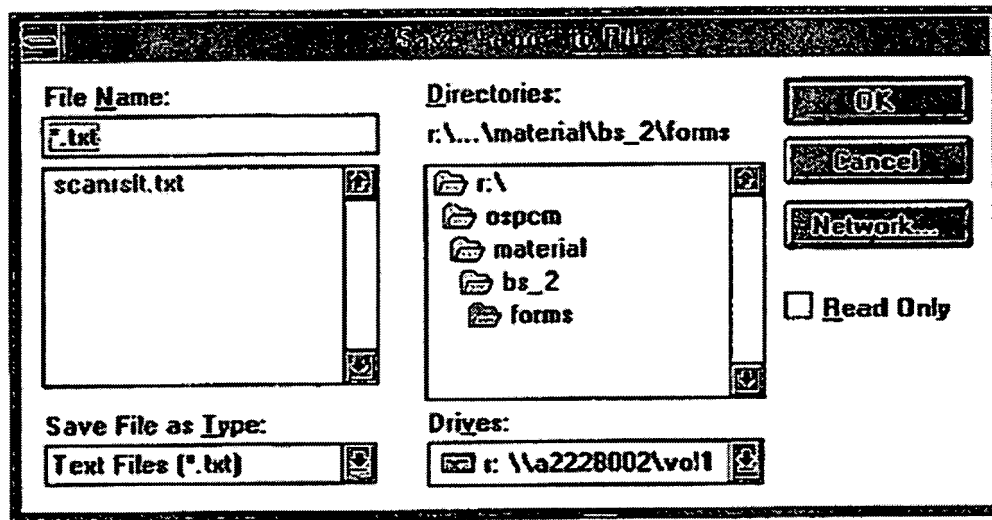 File Name:
*.txt
scanisit.txt
Save File as Type:
Text Files (*.txt)
Directories:
r:\...\material\bs_2\forms
r:\
ospcm
material
bs_2
forms
Drives:
r: \\a2228002\vol1
OK
Cancel
Network...
Read Only